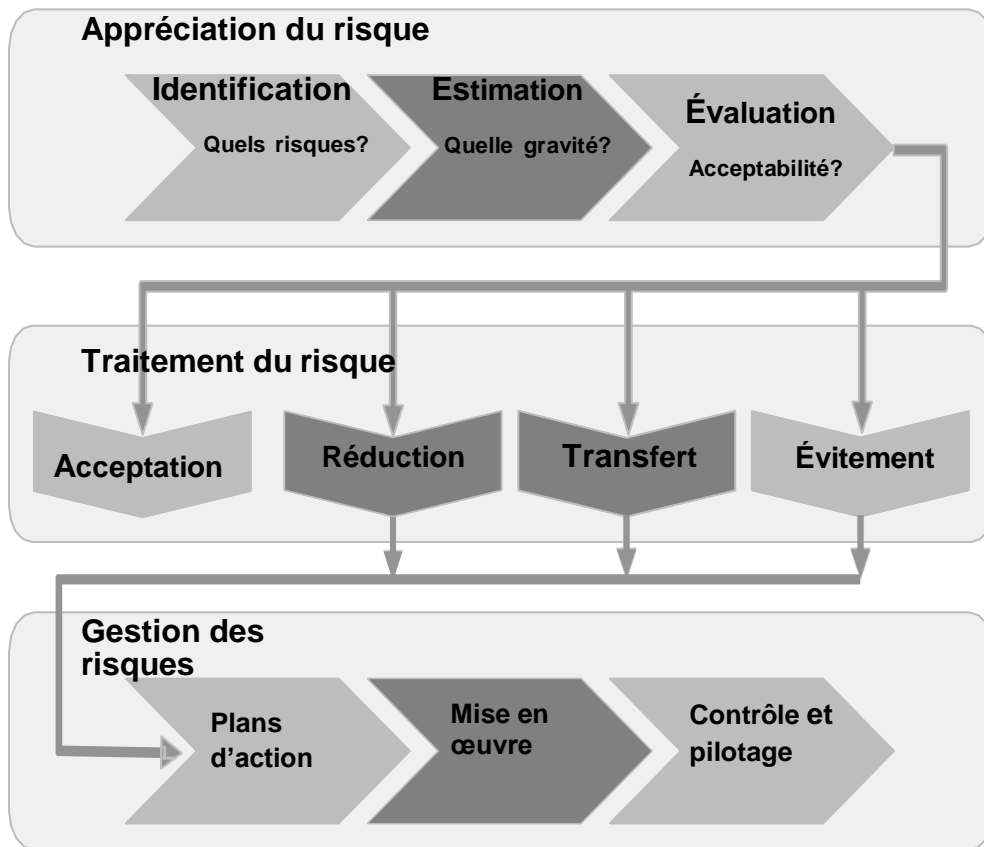 Appréciation du risque
Identification
Quels risques?
Estimation
Quelle gravité?
Évaluation
Acceptabilité?
Traitement du risque
Acceptation
Réduction
Transfert
Évitement
Gestion des
risques
Plans
d’action
Mise en
œuvre
Contrôle et
pilotage